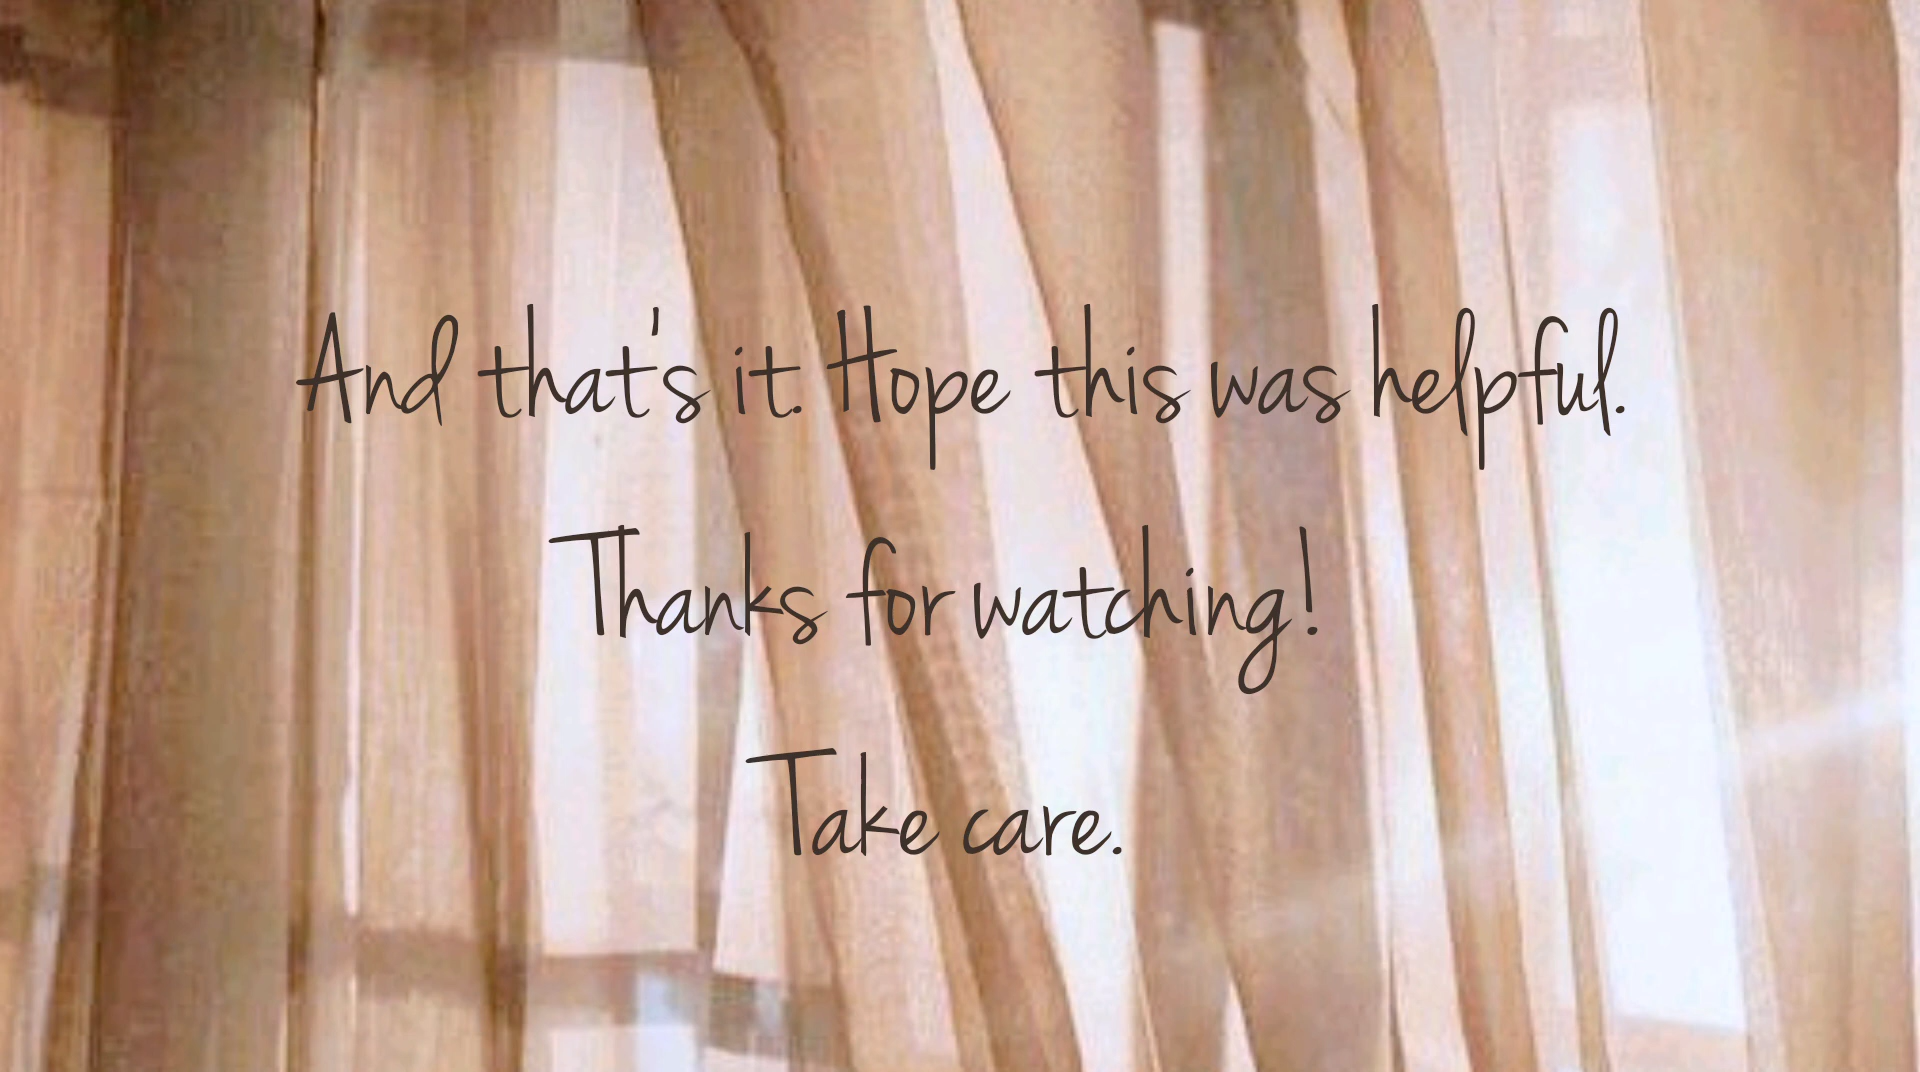 And that's it. Hope this was helpful.
Thanks for watching!
Take care.